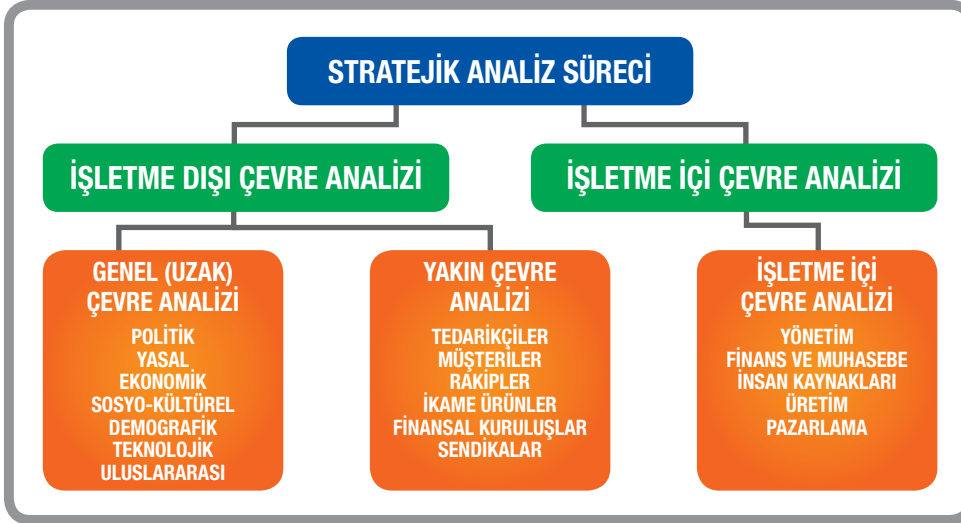 STRATEJİK ANALİZ SÜRECİ
İŞLETME DIŞI ÇEVRE ANALİZİ
İŞLETME İÇİ ÇEVRE ANALİZİ
GENEL (UZAK)
ÇEVRE ANALİZİ
POLİTİK
YASAL
EKONOMİK
SOSYO-KÜLTÜREL
DEMOGRAFİK
TEKNOLOJİK
ULUSLARARASI
YAKIN ÇEVRE
ANALİZİ
TEDARİKÇİLER
MÜŞTERİLER
RAKİPLER
İKAME ÜRÜNLER
FİNANSAL KURULUŞLAR
SENDİKALAR
İŞLETME İÇİ
ÇEVRE ANALİZİ
YÖNETİM
FİNANS VE MUHASEBE
İNSAN KAYNAKLARI
ÜRETİM
PAZARLAMA